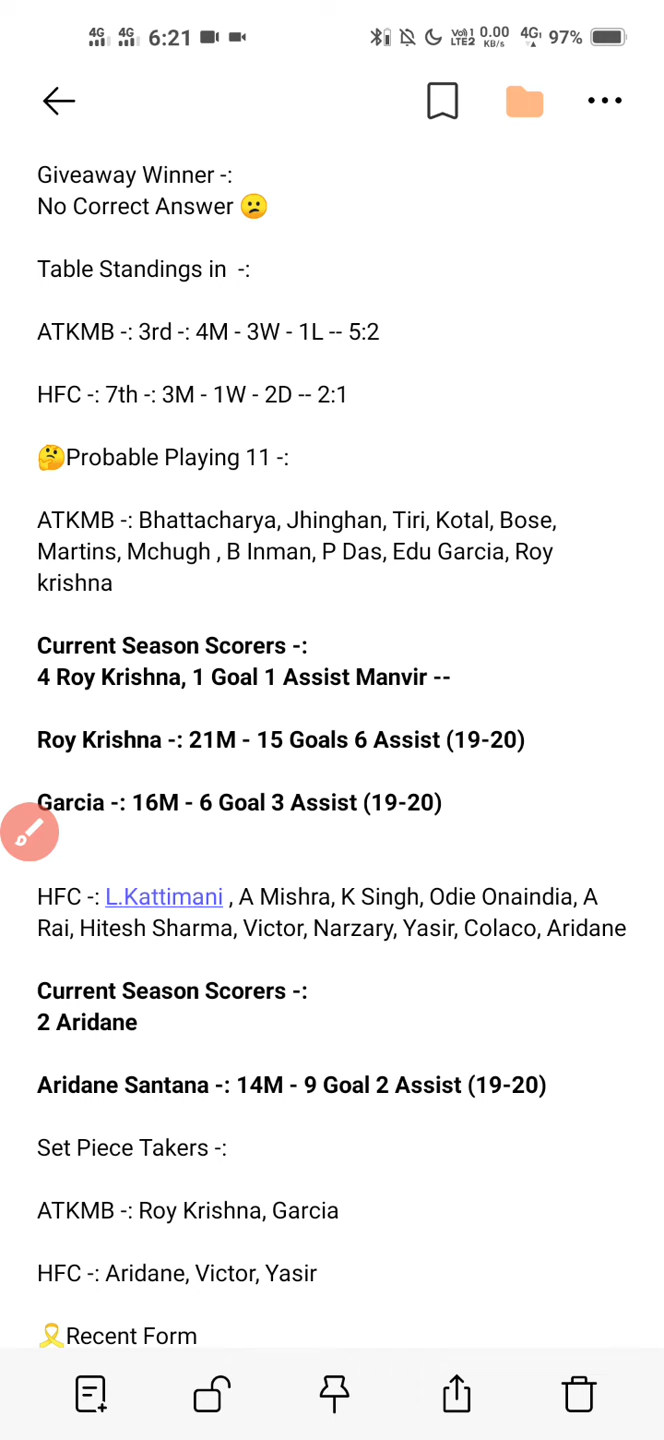 4G 4G 6:21 Vo)) 1 LTE2 0.00 KB/s 4G 97%
Giveaway Winner -:
No Correct Answer 😕
Table Standings in  -:
ATKMB -: 3rd -: 4M - 3W - 1L -- 5:2
HFC -: 7th -: 3M - 1W - 2D -- 2:1
🤔Probable Playing 11 -:
ATKMB -: Bhattacharya, Jhinghan, Tiri, Kotal, Bose,
Martins, Mchugh , B Inman, P Das, Edu Garcia, Roy
krishna
Current Season Scorers -:
4 Roy Krishna, 1 Goal 1 Assist Manvir --
Roy Krishna -: 21M - 15 Goals 6 Assist (19-20)
Garcia -: 16M - 6 Goal 3 Assist (19-20)
HFC -: L.Kattimani , A Mishra, K Singh, Odie Onaindia, A
Rai, Hitesh Sharma, Victor, Narzary, Yasir, Colaco, Aridane
Current Season Scorers -:
2 Aridane
Aridane Santana -: 14M - 9 Goal 2 Assist (19-20)
Set Piece Takers -:
ATKMB -: Roy Krishna, Garcia
HFC -: Aridane, Victor, Yasir
🎗Recent Form